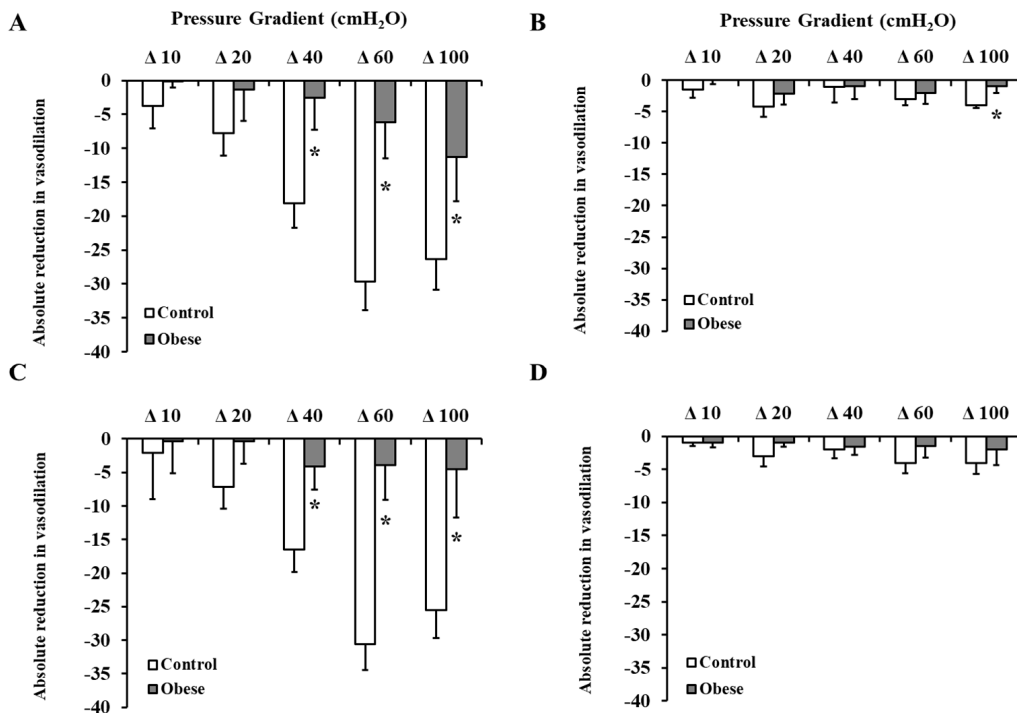 A
Pressure Gradient (cmH₂O)
Δ 10 Δ 20 Δ 40 Δ 60 Δ 100
0
-5
-10
-15
-20
-25
-30
-35
-40
Absolute reduction in vasodilation
* * *
Control
Obese
B
Pressure Gradient (cmH₂O)
Δ 10 Δ 20 Δ 40 Δ 60 Δ 100
0
-5
-10
-15
-20
-25
-30
-35
-40
Absolute reduction in vasodilation
*
Control
Obese
C
Δ 10 Δ 20 Δ 40 Δ 60 Δ 100
0
-5
-10
-15
-20
-25
-30
-35
-40
Absolute reduction in vasodilation
* * *
Control
Obese
D
Δ 10 Δ 20 Δ 40 Δ 60 Δ 100
0
-5
-10
-15
-20
-25
-30
-35
-40
Absolute reduction in vasodilation
Control
Obese